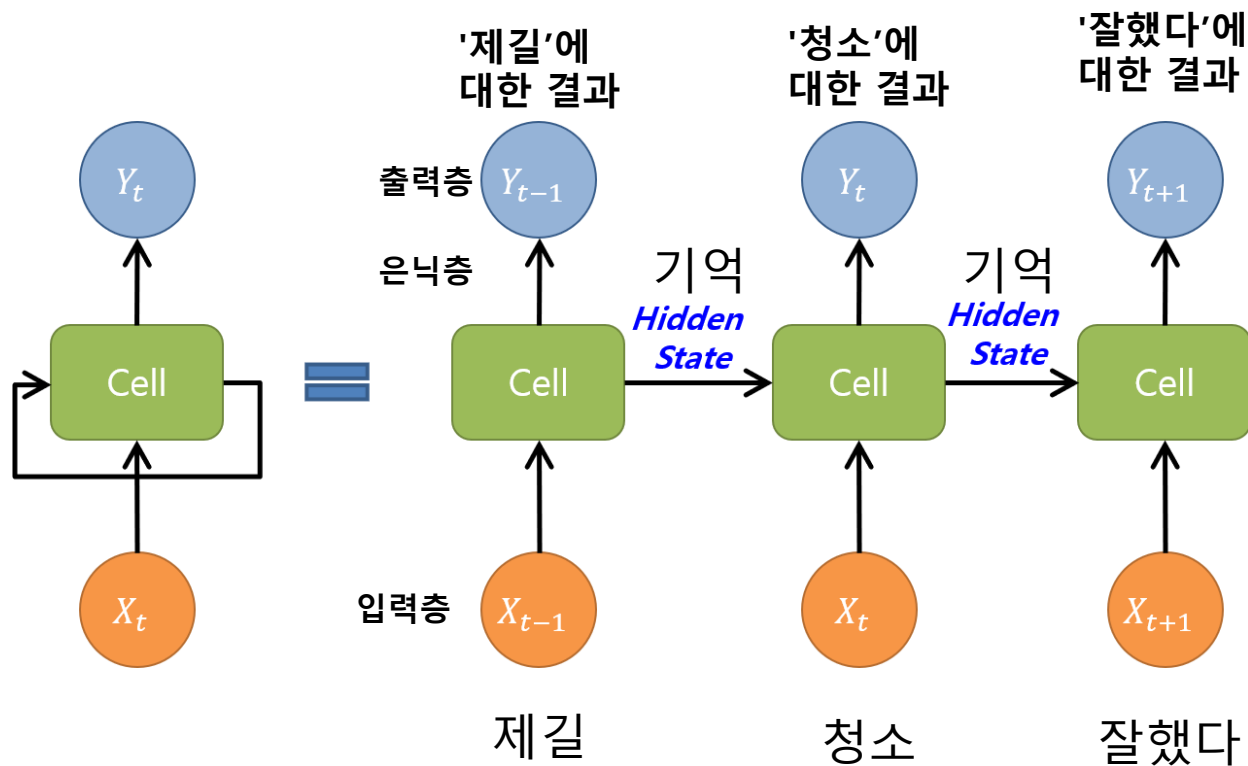 '제길’에
대한 결과
'청소’에
대한 결과
'잘했다’에
대한 결과
Yt
출력층
Yt−1
Yt
Yt+1
은닉층
기억
Hidden
State
기억
Hidden
State
Cell
Cell
Cell
Cell
Xt
입력층
Xt−1
Xt
Xt+1
제길
청소
잘했다